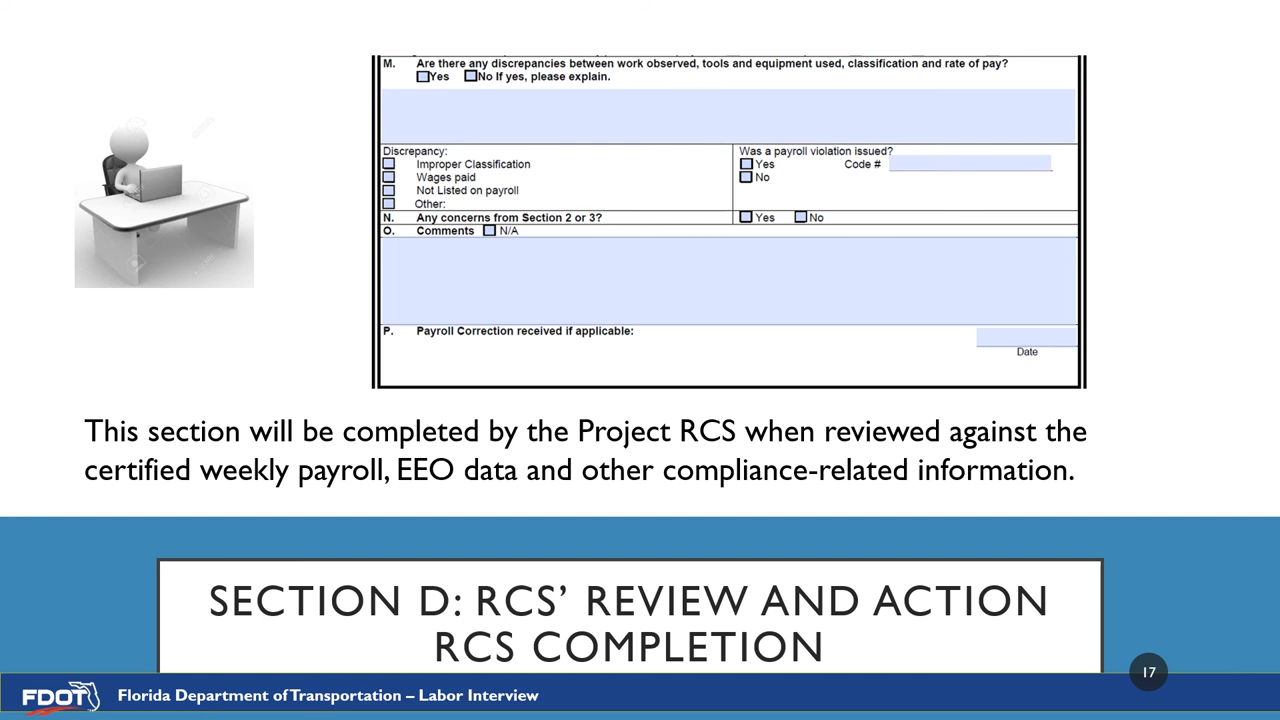 M. Are there any discrepancies between work observed, tools and equipment used, classification and rate of pay?
Yes No If yes, please explain.
Discrepancy:
Improper Classification
Wages paid
Not Listed on payroll
Other:
Was a payroll violation issued?
Yes Code #
No
N. Any concerns from Section 2 or 3? Yes No
O. Comments N/A
P. Payroll Correction received if applicable:
Date
This section will be completed by the Project RCS when reviewed against the
certified weekly payroll, EEO data and other compliance-related information.
SECTION D: RCS’ REVIEW AND ACTION
RCS COMPLETION
17
FDOT Florida Department of Transportation – Labor Interview